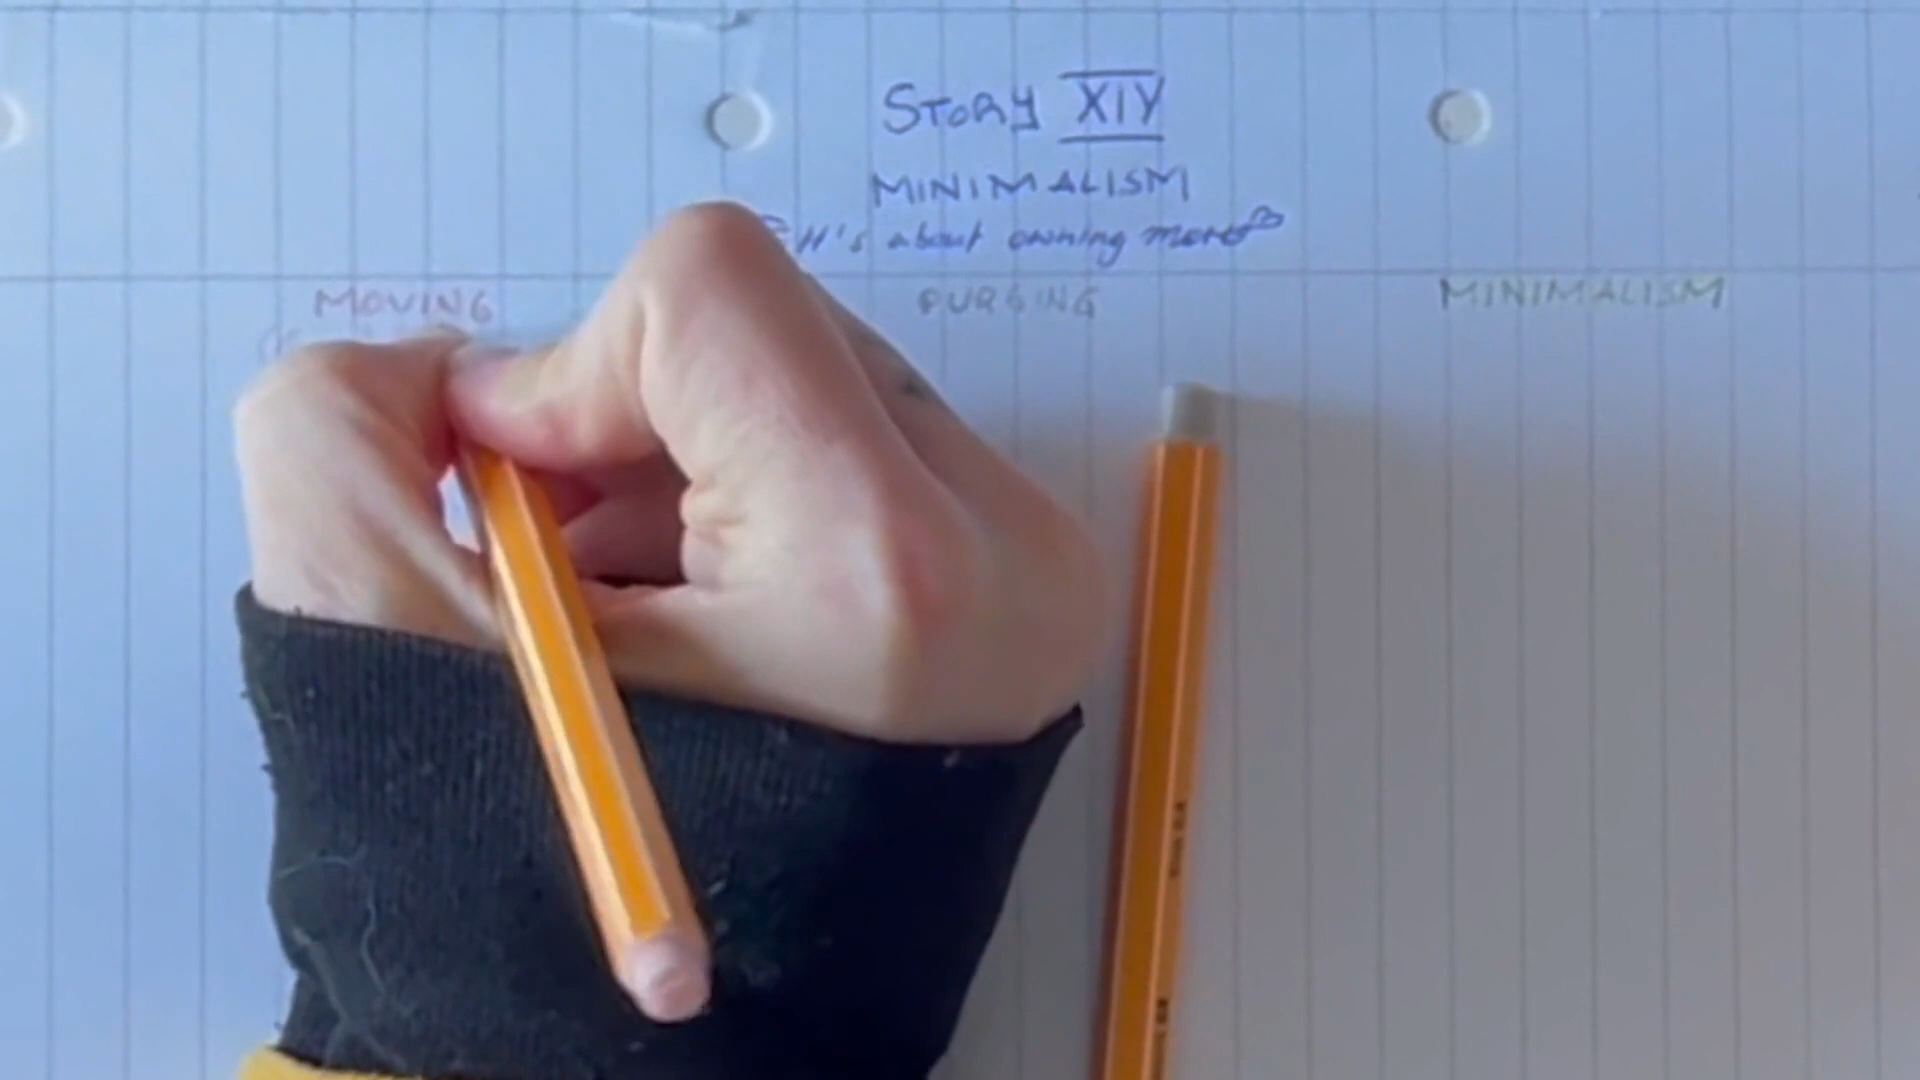 STORY XIV
MINIMALISM
It's about owning more
MOVING PURGING MINIMALISM